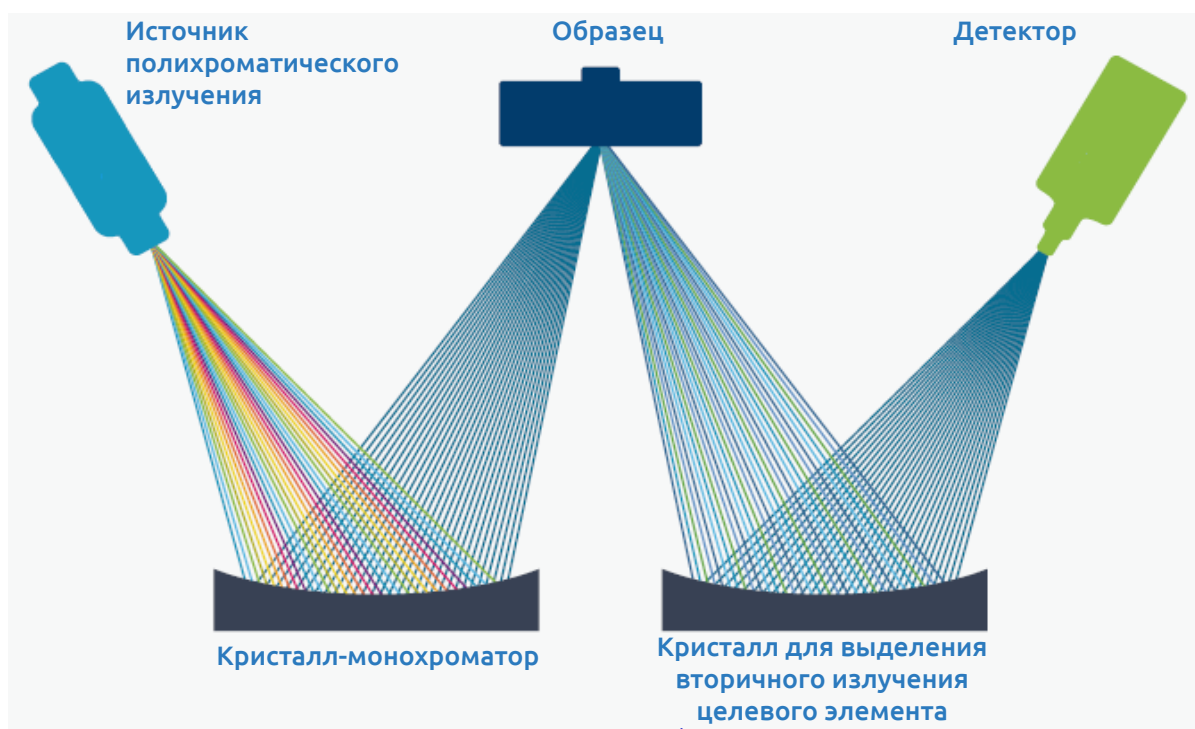 Источник
полихроматического
излучения
Образец
Детектор
Кристалл-монохроматор
Кристалл для выделения
вторичного излучения
целевого элемента